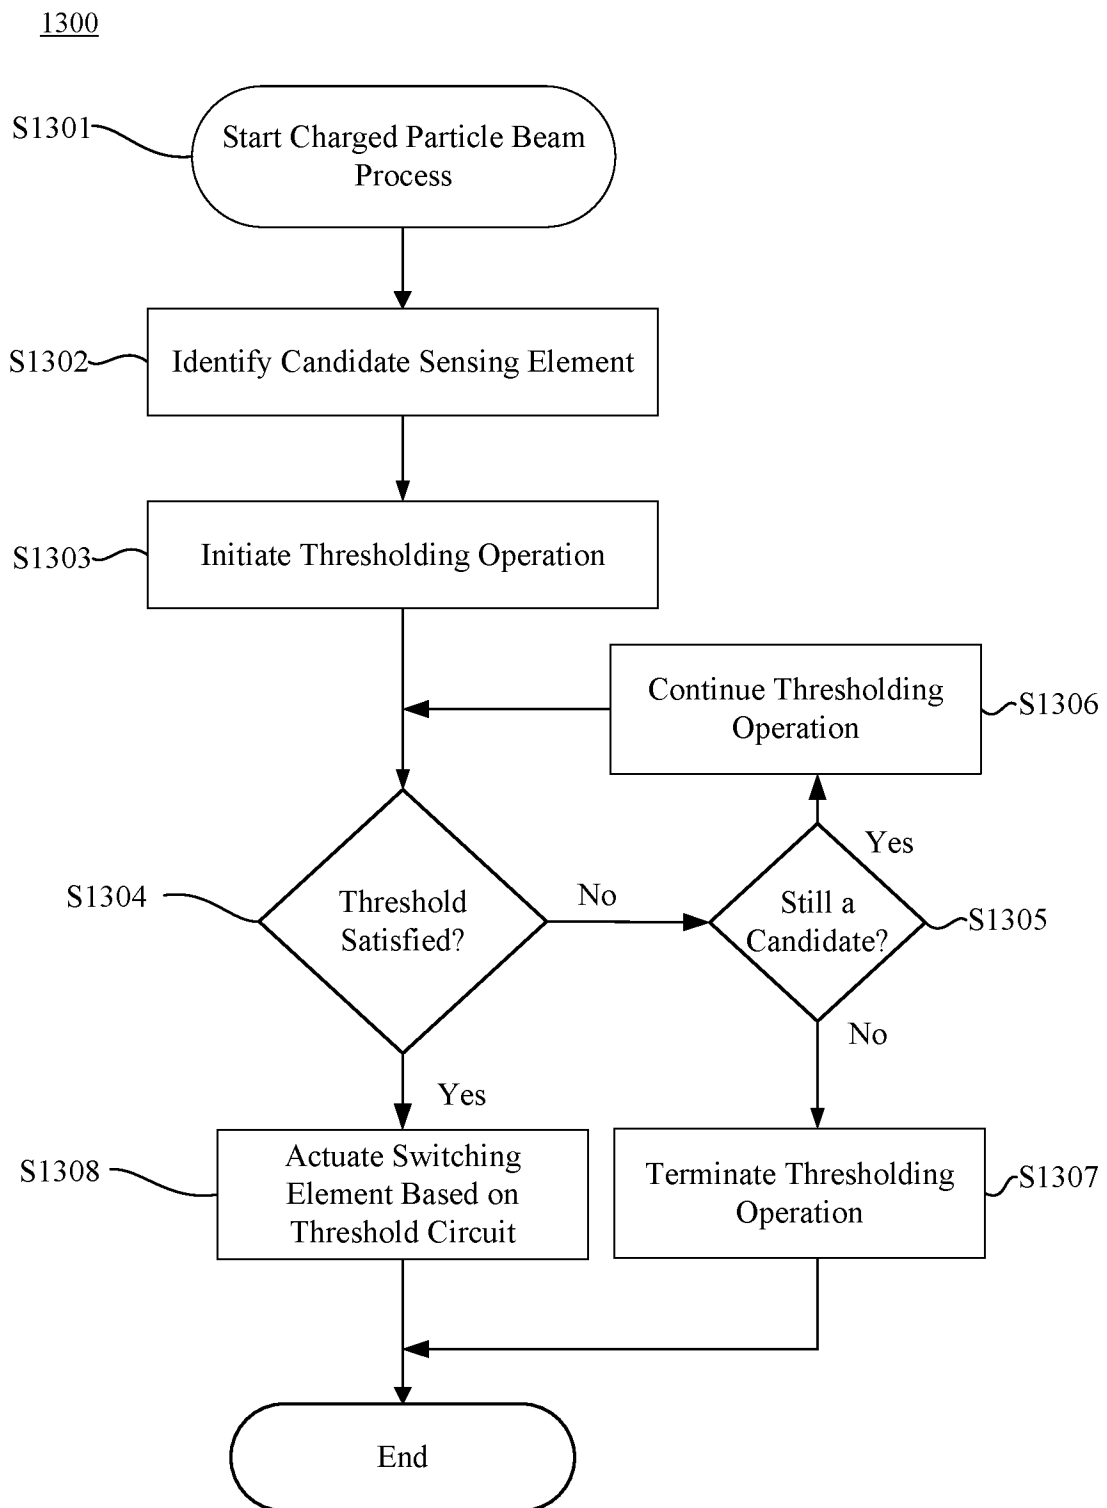 1300
S1301
Start Charged Particle Beam
Process
S1302
Identify Candidate Sensing Element
S1303
Initiate Thresholding Operation
Continue Thresholding
Operation
S1306
S1304
Threshold
Satisfied?
No
Yes
Still a
Candidate?
S1305
No
Yes
S1308
Actuate Switching
Element Based on
Threshold Circuit
Terminate Thresholding
Operation
S1307
End